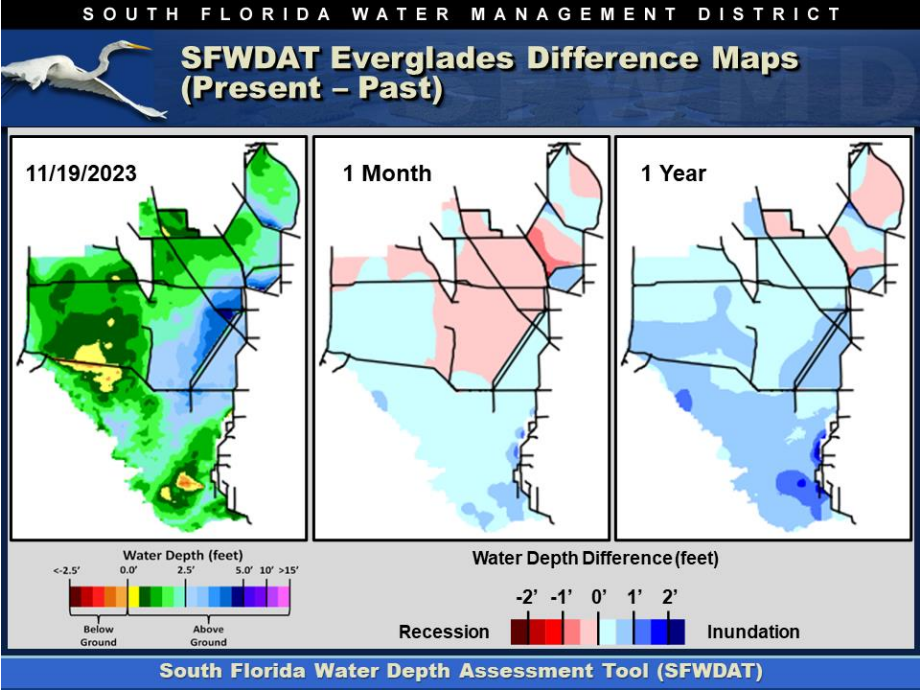 SOUTH FLORIDA WATER MANAGEMENT DISTRICT
SFWDAT Everglades Difference Maps
(Present – Past)
SFWMD
11/19/2023
1 Month
1 Year
Water Depth (feet)
<-2.5' 0.0' 2.5' 5.0' 10' >15'
Below
Ground
Above
Ground
Water Depth Difference (feet)
-2' -1' 0' 1' 2'
Recession
Inundation
South Florida Water Depth Assessment Tool (SFWDAT)